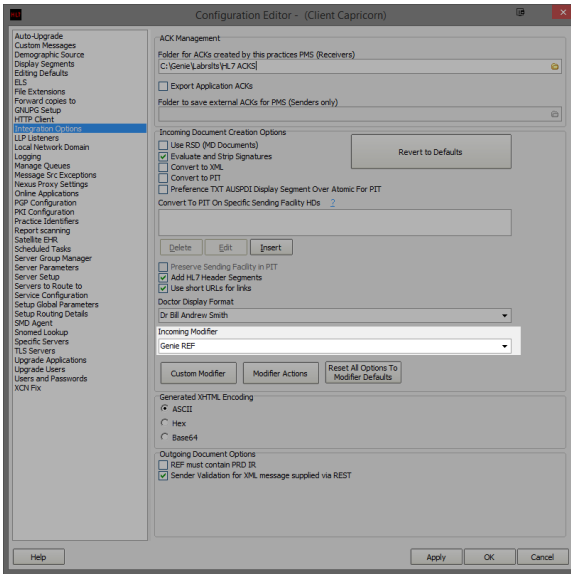 Configuration Editor - (Client Capricorn)
Auto-Upgrade
Custom Messages
Demographic Source
Display Segments
Editing Defaults
ELS
File Extensions
Forward copies to
GNUPG Setup
HTTP Client
Integration Options
LLP Listeners
Local Network Domain
Logging
Manage Queues
Message Src Exceptions
Nexus Proxy Settings
Online Applications
PGP Configuration
PKI Configuration
Practice Identifiers
Report scanning
Satellite EHR
Scheduled Tasks
Server Group Manager
Server Parameters
Server Setup
Servers to Route to
Service Configuration
Setup Global Parameters
Setup Routing Details
SMD Agent
Snomed Lookup
Specific Servers
TLS Servers
Upgrade Applications
Upgrade Users
Users and Passwords
XCN Fix
ACK Management
Folder for ACKs created by this practices PMS (Receivers)
C:\Genie\Labrslts\HL7 ACKS
Export Application ACKs
Folder to save external ACKs for PMS (Senders only)
Incoming Document Creation Options
Use RSD (MD Documents)
Evaluate and Strip Signatures
Convert to XML
Convert to PIT
Preference TXT AUSPDI Display Segment Over Atomic For PIT
Revert to Defaults
Convert To PIT On Specific Sending Facility HDs ?
Delete Edit Insert
Preserve Sending Facility in PIT
Add HL7 Header Segments
Use short URLs for links
Doctor Display Format
Dr Bill Andrew Smith
Incoming Modifier
Genie REF
Custom Modifier Modifier Actions Reset All Options To
Modifier Defaults
Generated XHTML Encoding
ASCII
Hex
Base64
Outgoing Document Options
REF must contain PRD IR
Sender Validation for XML message supplied via REST
Help Apply OK Cancel